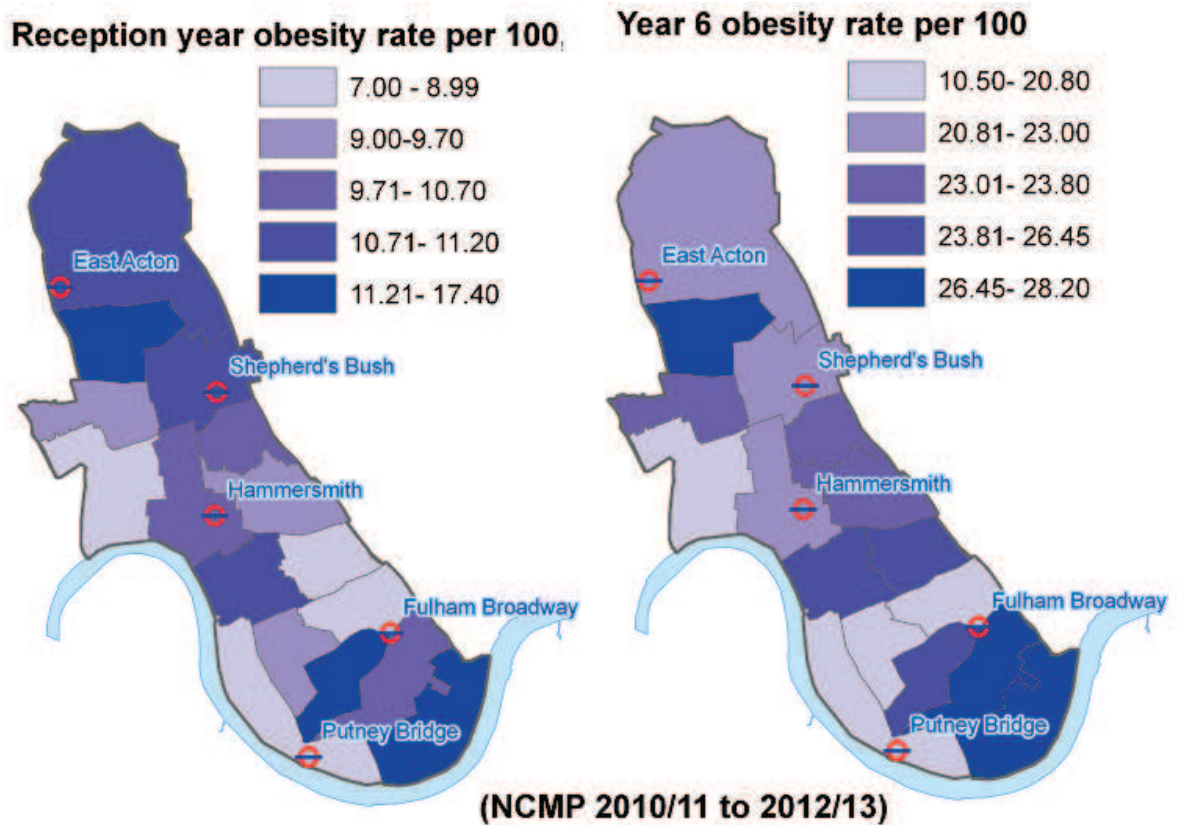 Reception year obesity rate per 100
7.00 - 8.99
9.00-9.70
9.71- 10.70
10.71- 11.20
11.21- 17.40
East Acton
Shepherd's Bush
Hammersmith
Fulham Broadway
Putney Bridge
Year 6 obesity rate per 100
10.50- 20.80
20.81- 23.00
23.01- 23.80
23.81- 26.45
26.45- 28.20
East Acton
Shepherd's Bush
Hammersmith
Fulham Broadway
Putney Bridge
(NCMP 2010/11 to 2012/13)